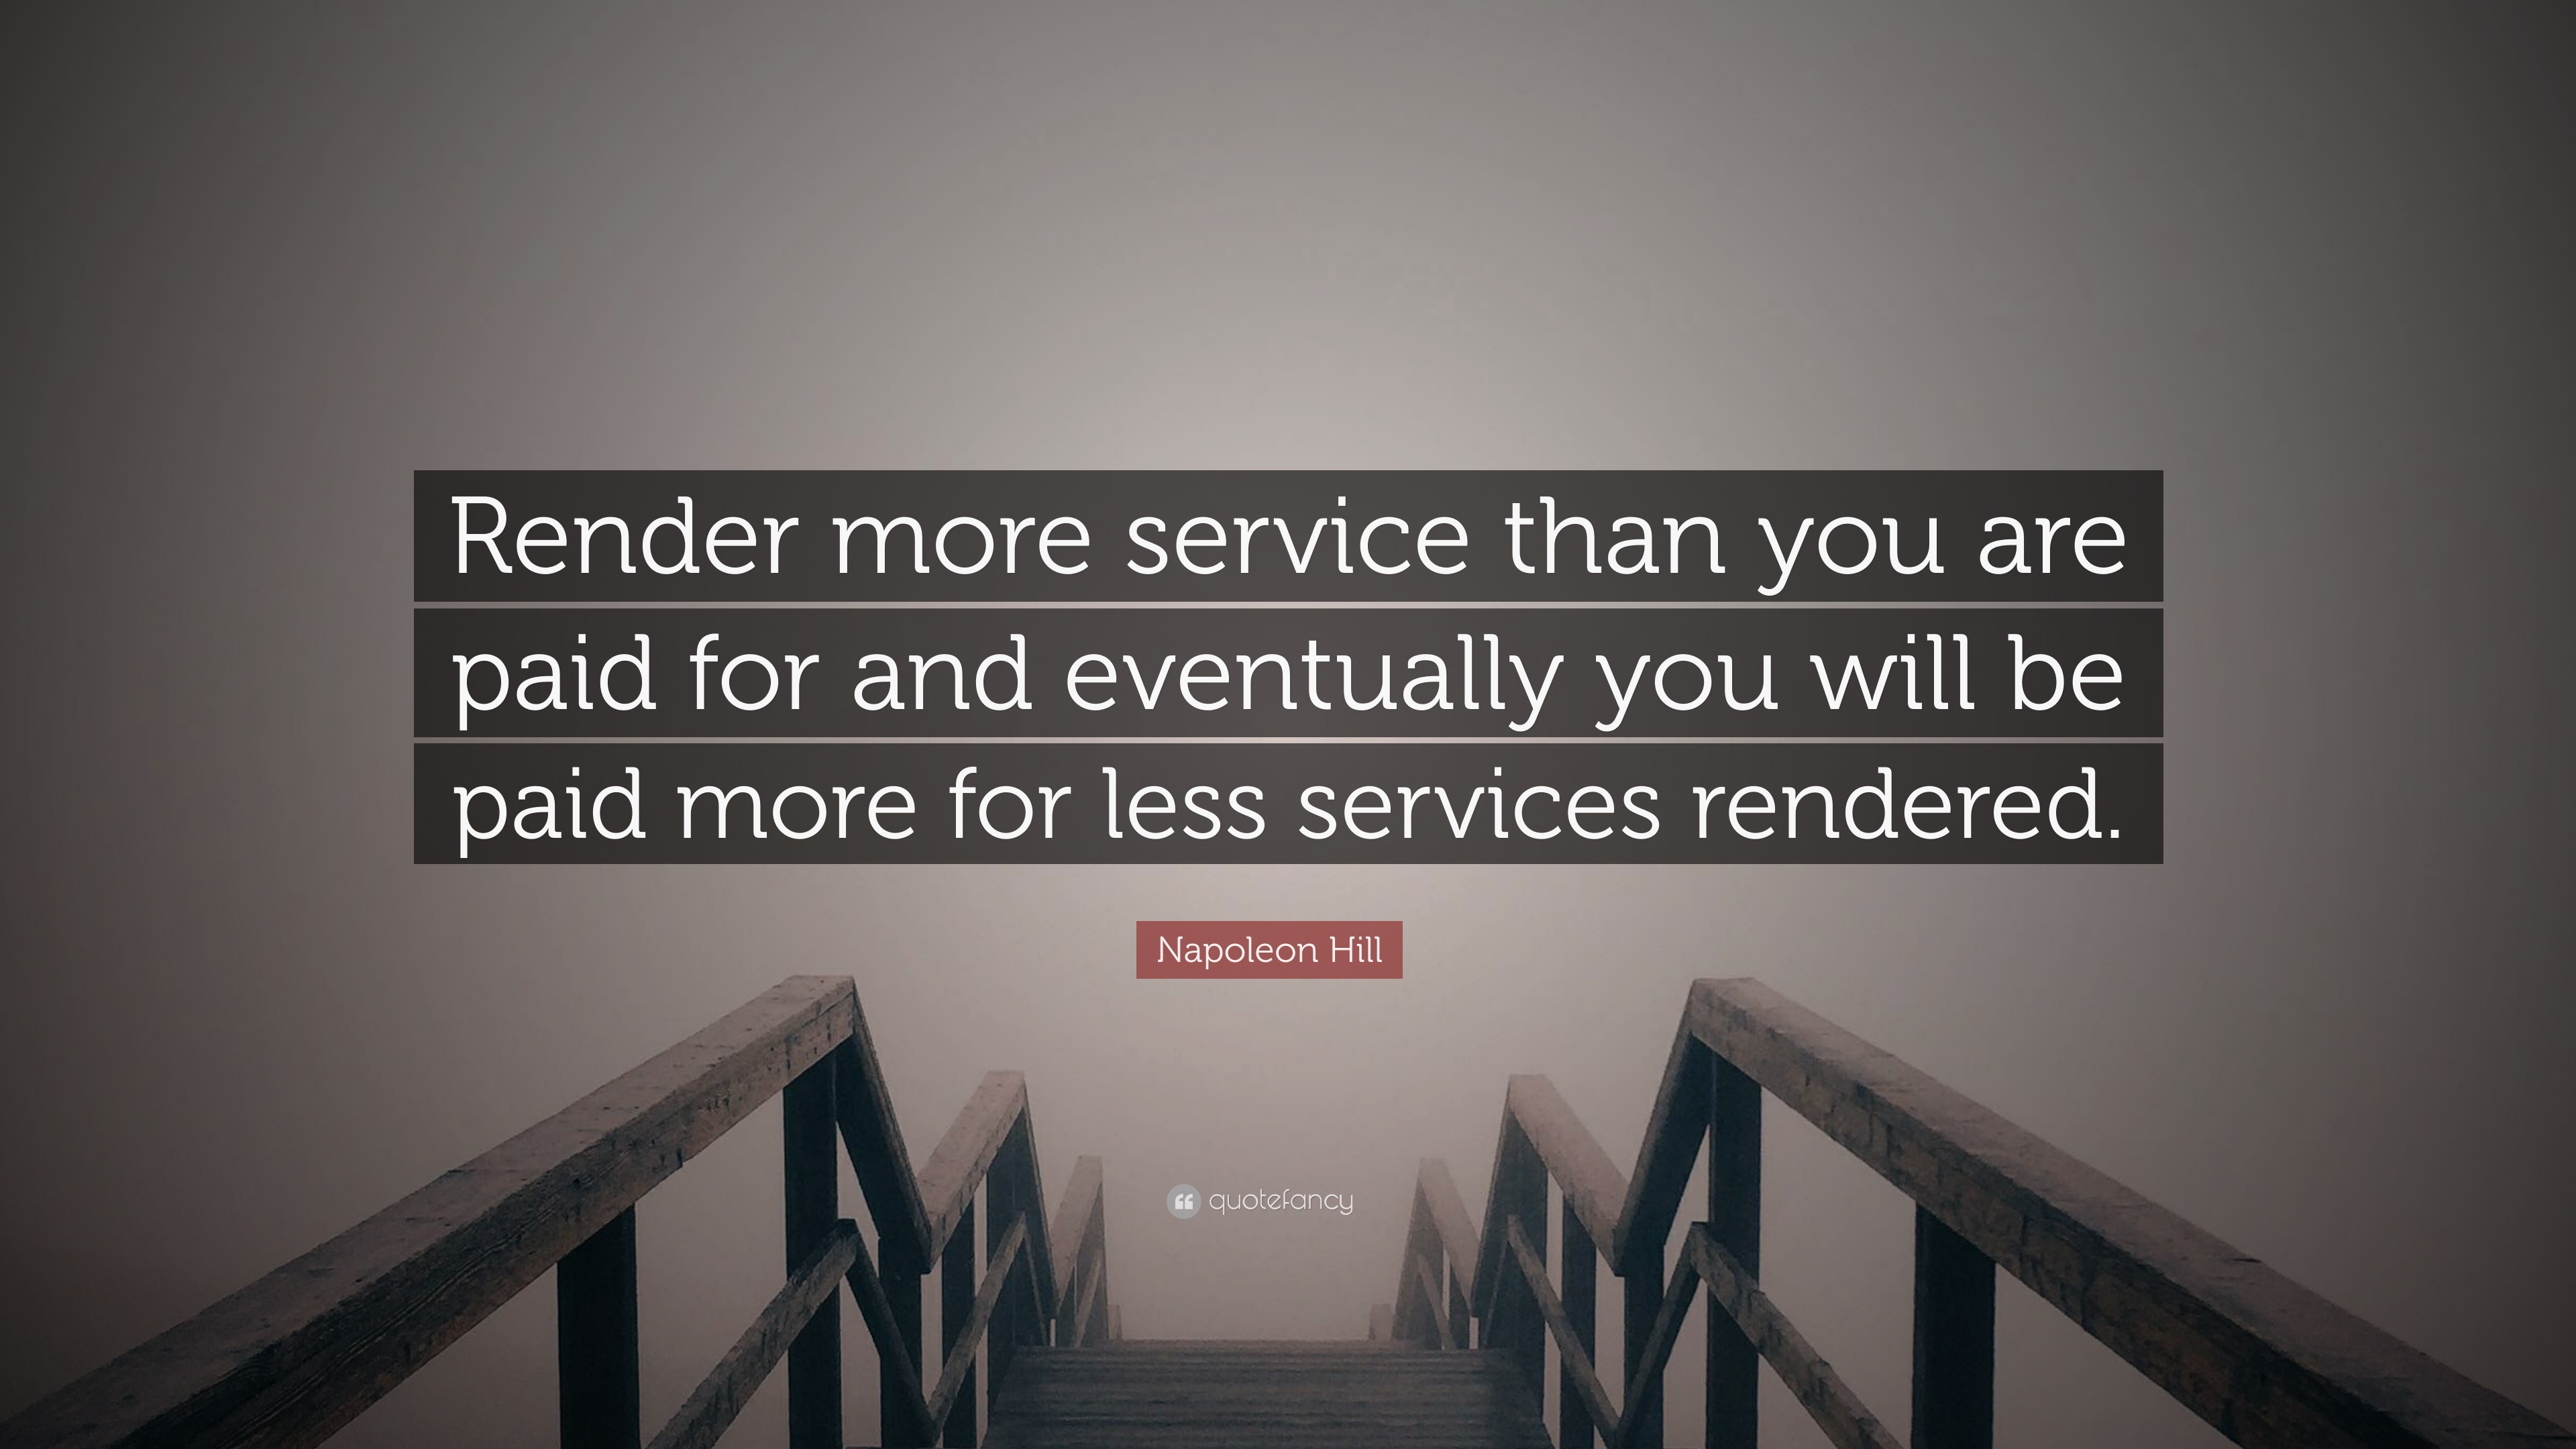 Render more service than you are
paid for and eventually you will be
paid more for less services rendered.
Napoleon Hill
quotefancy